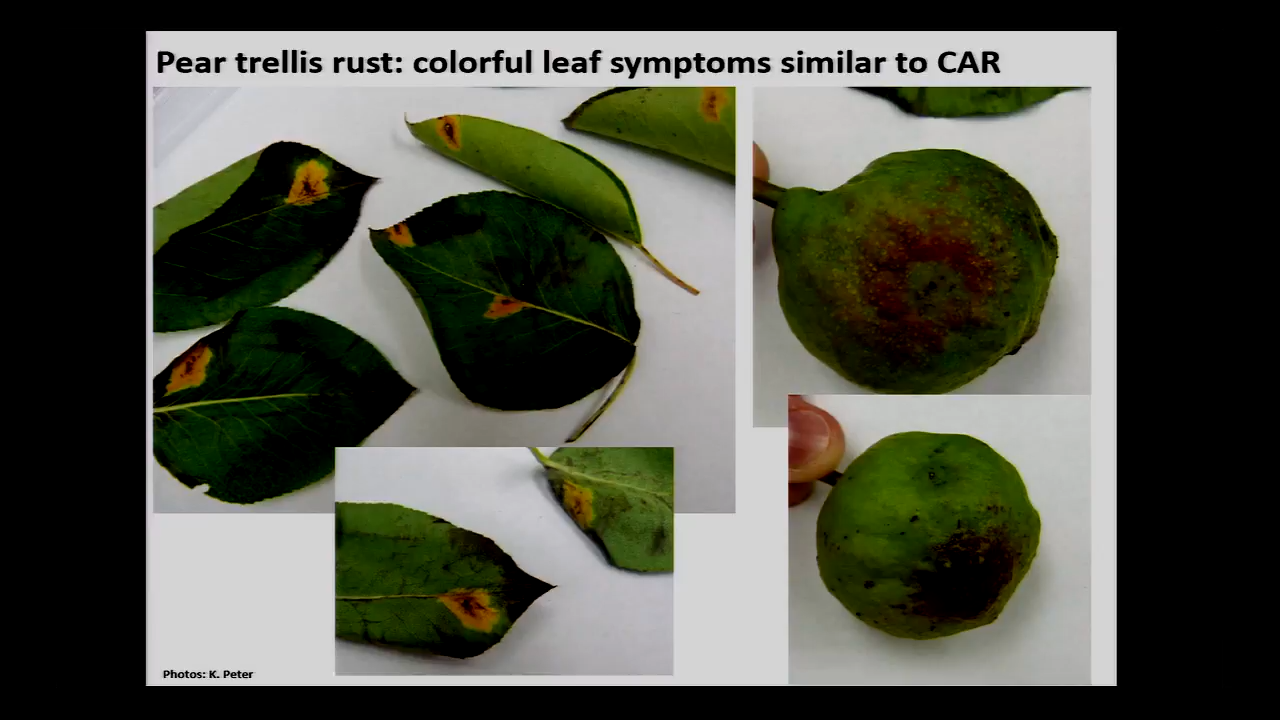 Pear trellis rust: colorful leaf symptoms similar to CAR
Photos: K. Peter